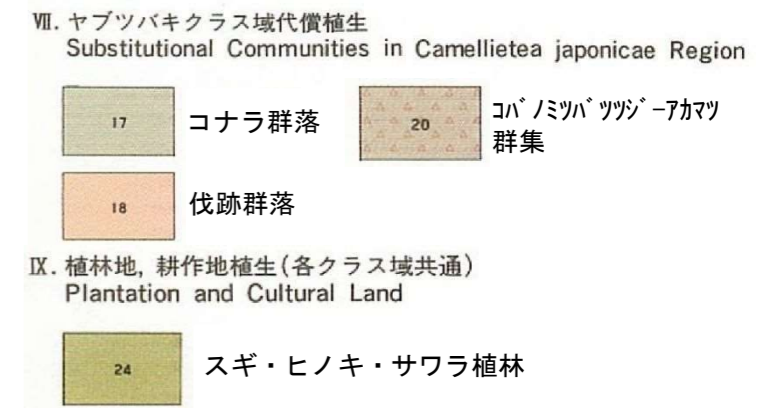 Ⅶ. ヤブツバキクラス域代償植生
Substitutional Communities in Camellietea japonicae Region
17 コナラ群落
20 コバノミツバツツジーアカマツ
群集
18 伐跡群落
Ⅸ. 植林地, 耕作地植生(各クラス域共通)
Plantation and Cultural Land
24 スギ・ヒノキ・サワラ植林